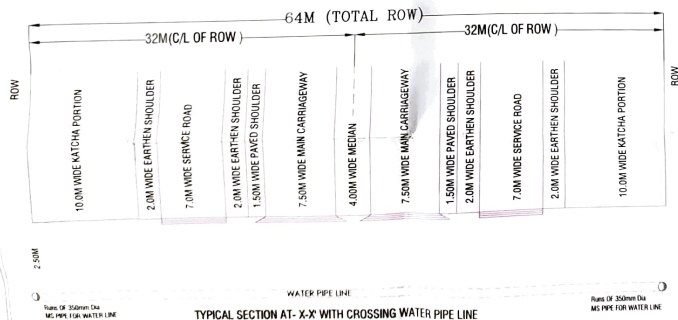 64M (TOTAL ROW)
32M(C/L OF ROW )
32M(C/L OF ROW )
ROW
10.0M WIDE KATCHA PORTION
2.0M WIDE EARTHEN SHOULDER
7.0M WIDE SERVICE ROAD
2.0M WIDE EARTHEN SHOULDER
1.50M WIDE PAVED SHOULDER
7.50M WIDE MAIN CARRIAGEWAY
4.00M WIDE MEDIAN
7.50M WIDE MAIN CARRIAGEWAY
1.50M WIDE PAVED SHOULDER
2.0M WIDE EARTHEN SHOULDER
7.0M WIDE SERVICE ROAD
2.0M WIDE EARTHEN SHOULDER
10.0M WIDE KATCHA PORTION
ROW
2.50M
WATER PIPE LINE
Runs OF 350mm Dia
MS PIPE FOR WATER LINE
Runs OF 350mm Dia
MS PIPE FOR WATER LINE
TYPICAL SECTION AT- X-X' WITH CROSSING WATER PIPE LINE